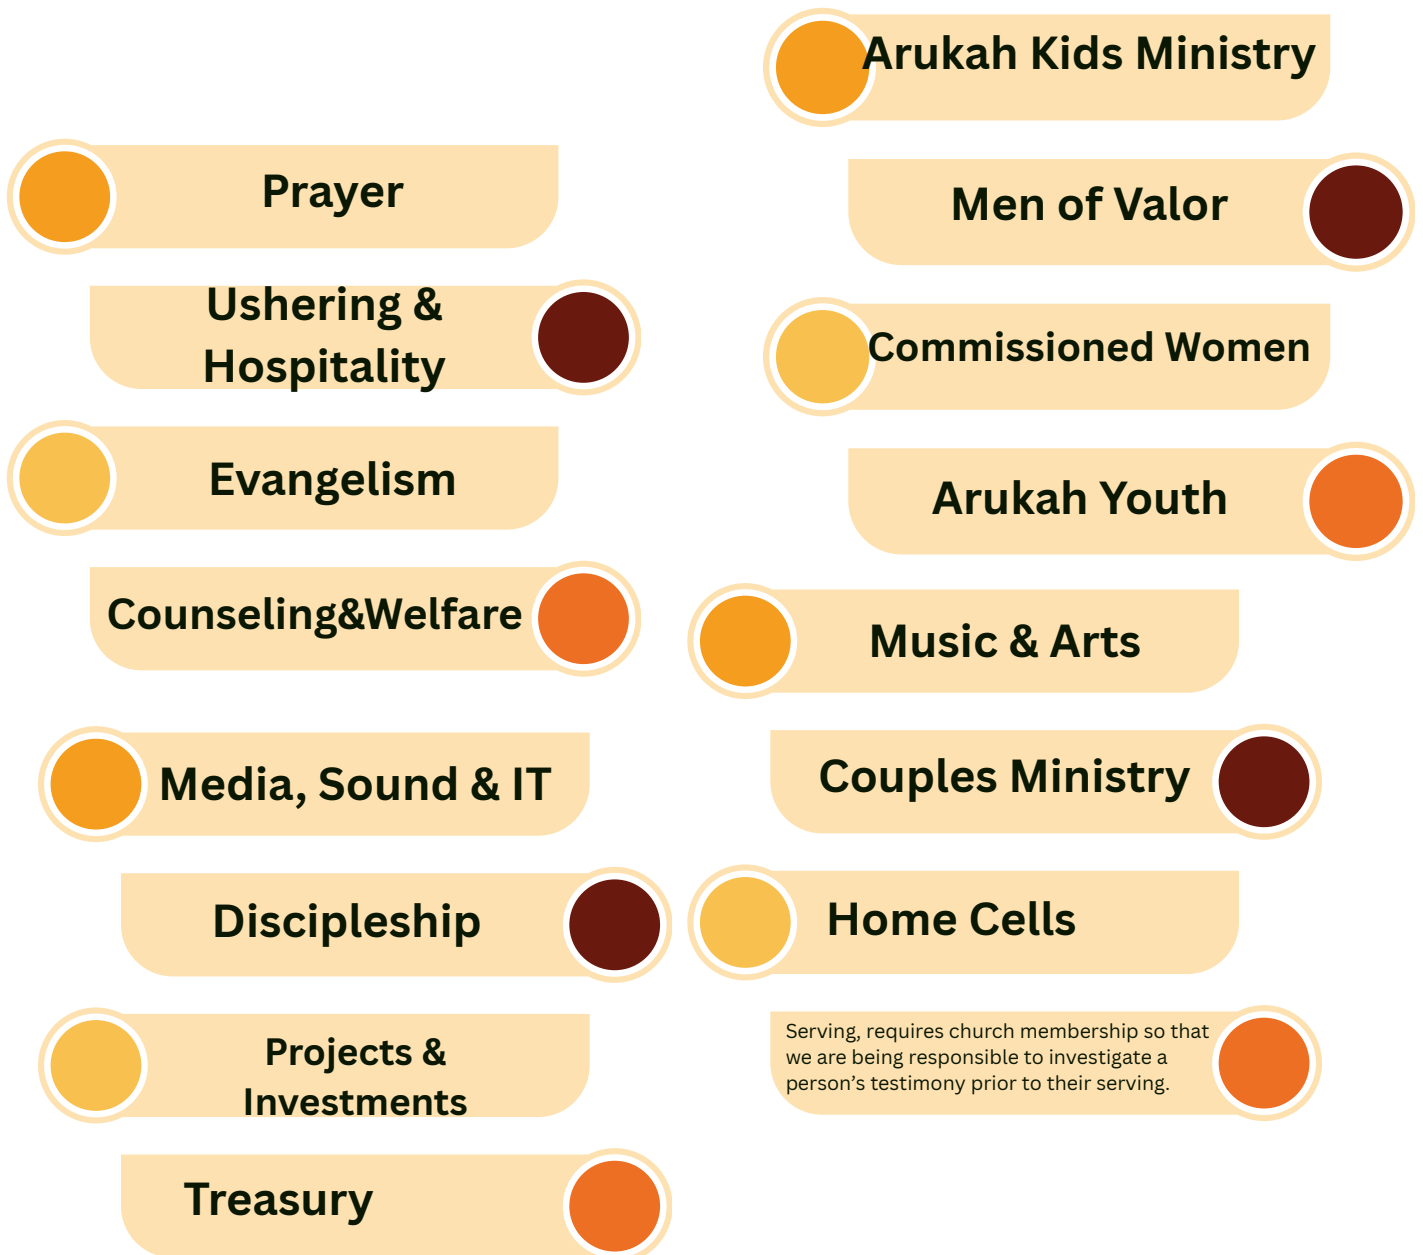 Prayer
Ushering &
Hospitality
Evangelism
Counseling&Welfare
Media, Sound & IT
Discipleship
Projects &
Investments
Treasury
Arukah Kids Ministry
Men of Valor
Commissioned Women
Arukah Youth
Music & Arts
Couples Ministry
Home Cells
Serving, requires church membership so that
we are being responsible to investigate a
person’s testimony prior to their serving.